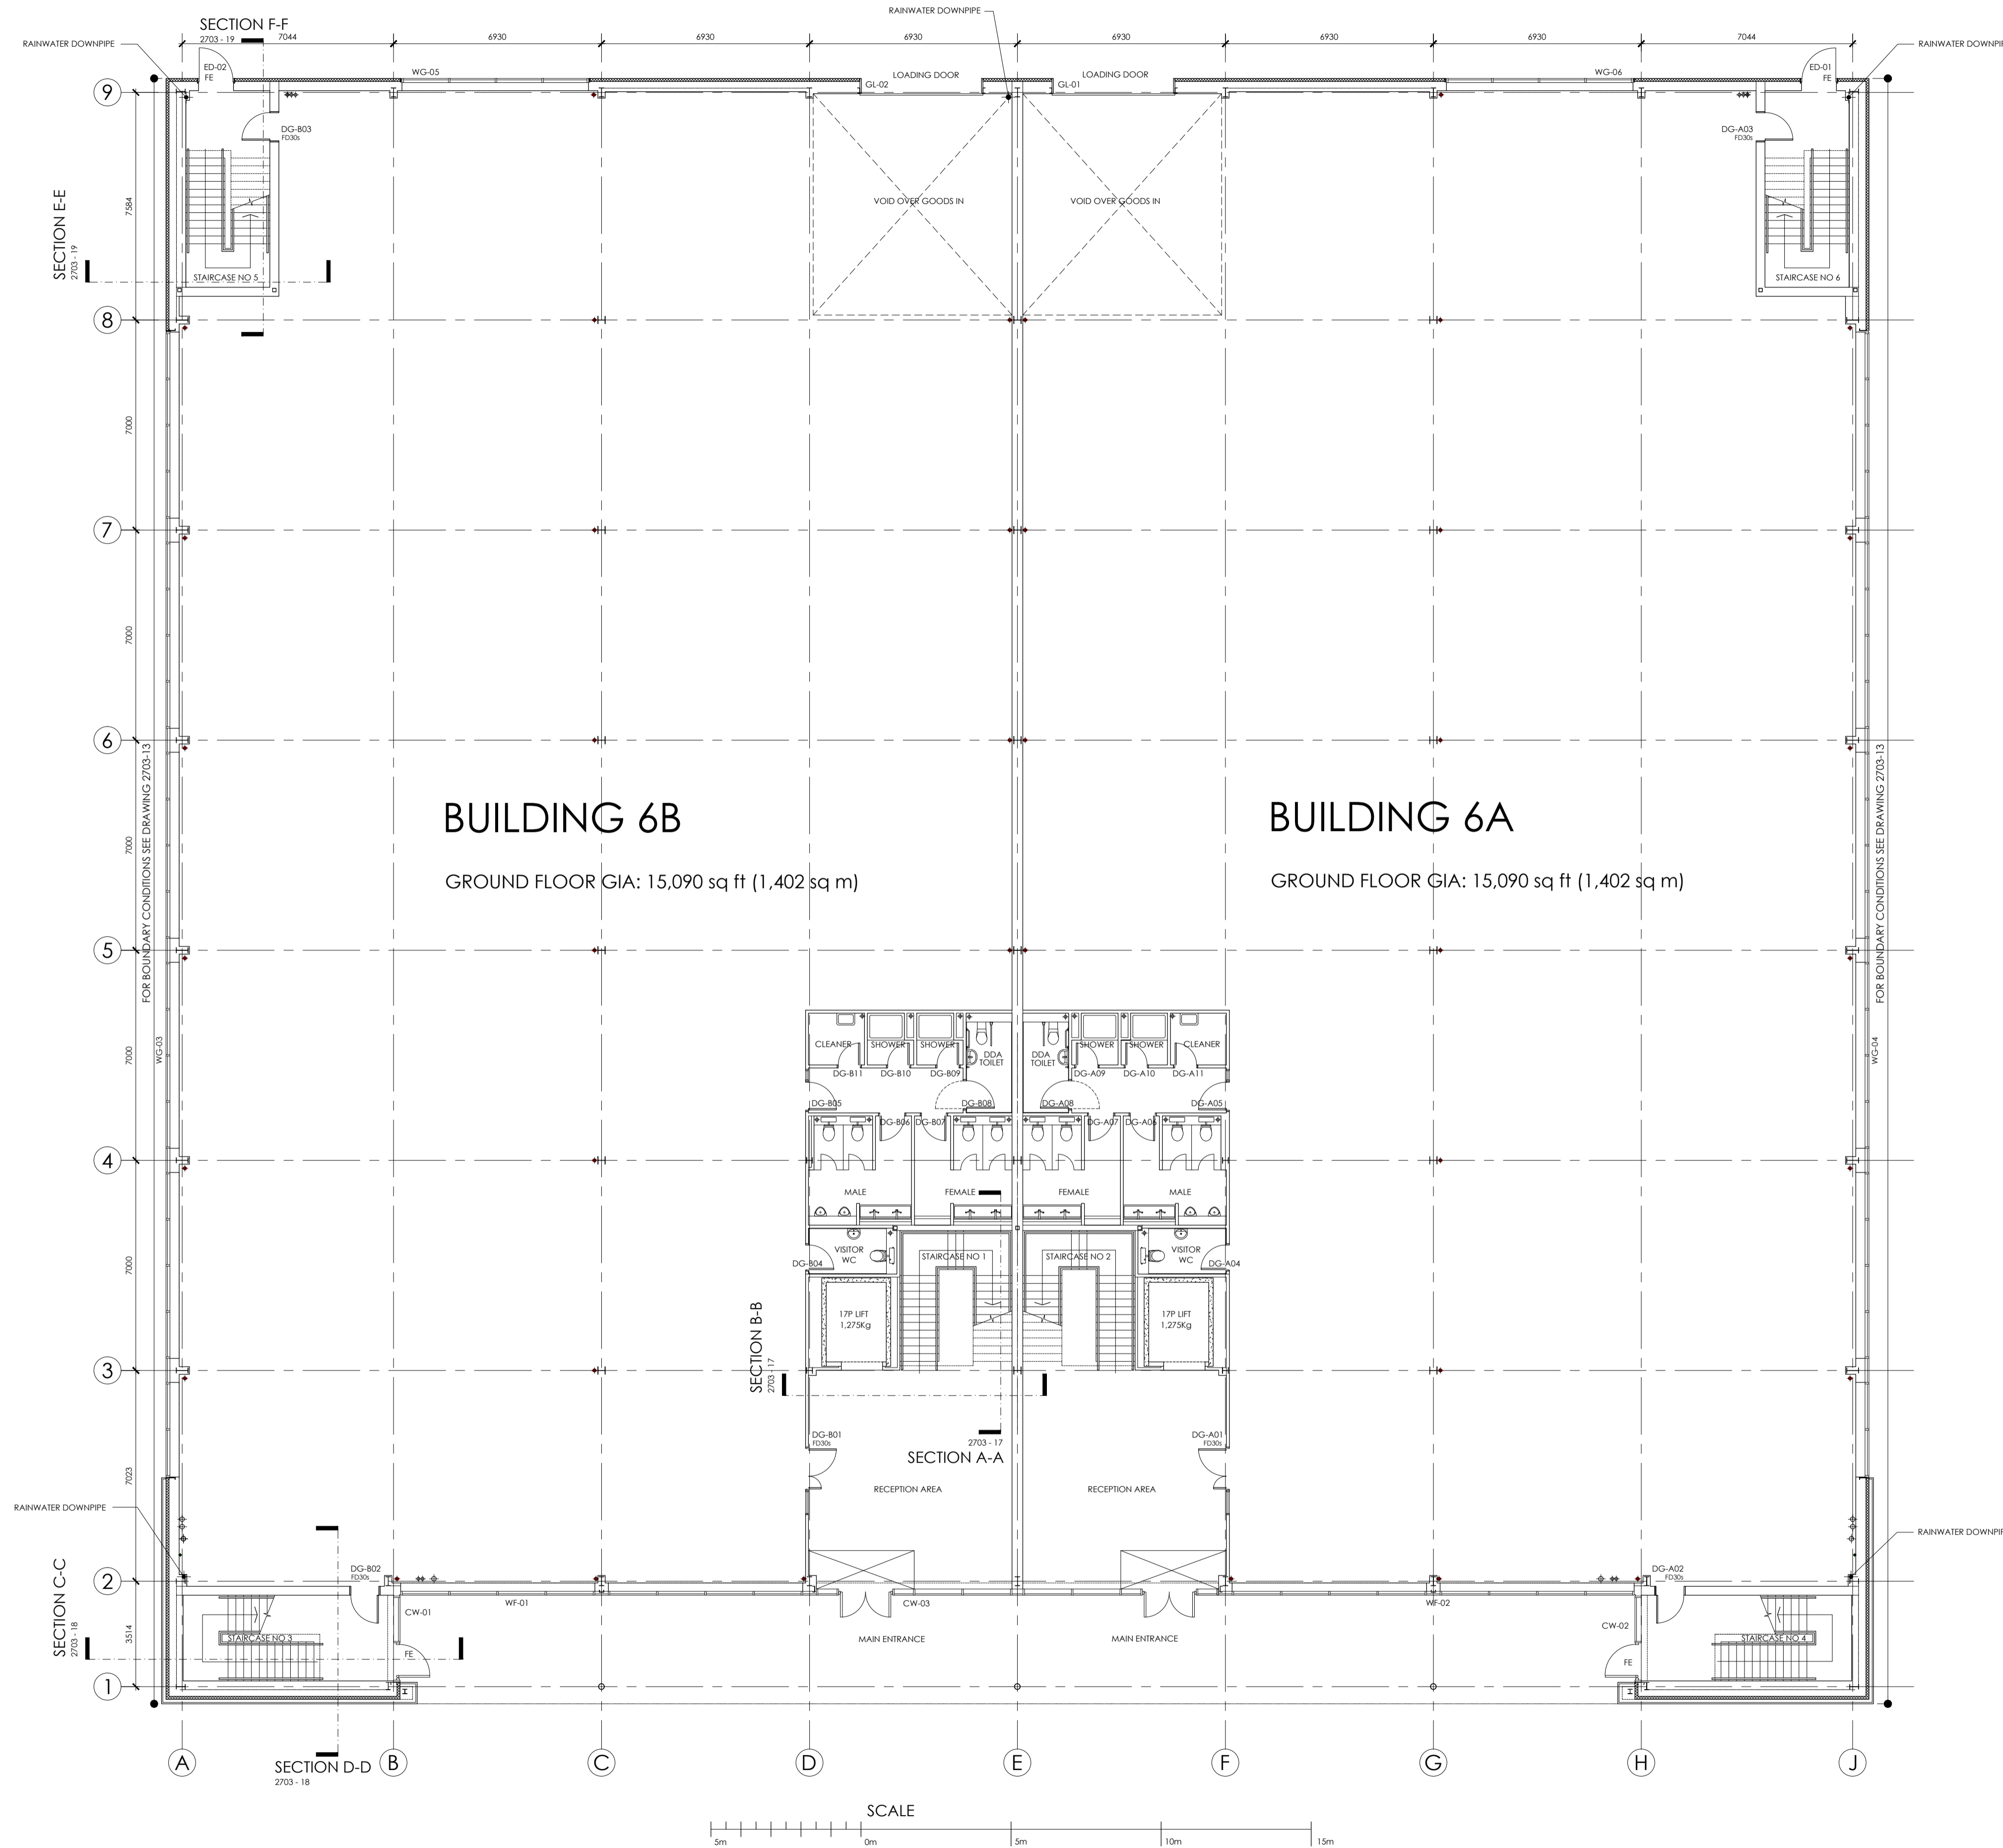 RAINWATER DOWNPIPE
SECTION F-F
2703 - 19
RAINWATER DOWNPIPE
7044
6930
6930
6930
6930
6930
6930
7044
ED-02
FE
WG-05
LOADING DOOR
GL-02
LOADING DOOR
GL-01
WG-06
ED-01
FE
9
DG-B03
FD30s
DG-A03
FD30s
SECTION E-E
2703 - 19
7584
VOID OVER GOODS IN
VOID OVER GOODS IN
STAIRCASE NO 5
STAIRCASE NO 6
8
7000
7
7000
6
FOR BOUNDARY CONDITIONS SEE DRAWING 2703-13
FOR BOUNDARY CONDITIONS SEE DRAWING 2703-13
BUILDING 6B
BUILDING 6A
7000
GROUND FLOOR GIA: 15,090 sq ft (1,402 sq m)
GROUND FLOOR GIA: 15,090 sq ft (1,402 sq m)
5
7000
WG-03
WG-04
CLEANER
SHOWER
SHOWER
DDA
TOILET
DDA
TOILET
SHOWER
SHOWER
CLEANER
DG-B11
DG-B10
DG-B09
DG-A09
DG-A10
DG-A11
DG-B05
DG-B08
DG-A08
DG-A05
DG-B06
DG-B07
DG-A07
DG-A06
4
MALE
FEMALE
FEMALE
MALE
7000
VISITOR
WC
STAIRCASE NO 1
STAIRCASE NO 2
VISITOR
WC
DG-B04
DG-A04
17P LIFT
1,275Kg
17P LIFT
1,275Kg
SECTION B-B
2703 - 17
3
DG-B01
FD30s
2703 - 17
SECTION A-A
DG-A01
FD30s
7023
RECEPTION AREA
RECEPTION AREA
RAINWATER DOWNPIPE
SECTION C-C
2703 - 18
2
DG-B02
FD30s
DG-A02
FD30s
CW-01
WF-01
CW-03
WF-02
CW-02
3514
STAIRCASE NO 3
MAIN ENTRANCE
MAIN ENTRANCE
STAIRCASE NO 4
FE
FE
1
A
B
C
D
E
F
G
H
J
SECTION D-D
2703 - 18
SCALE
5m
0m
5m
10m
15m